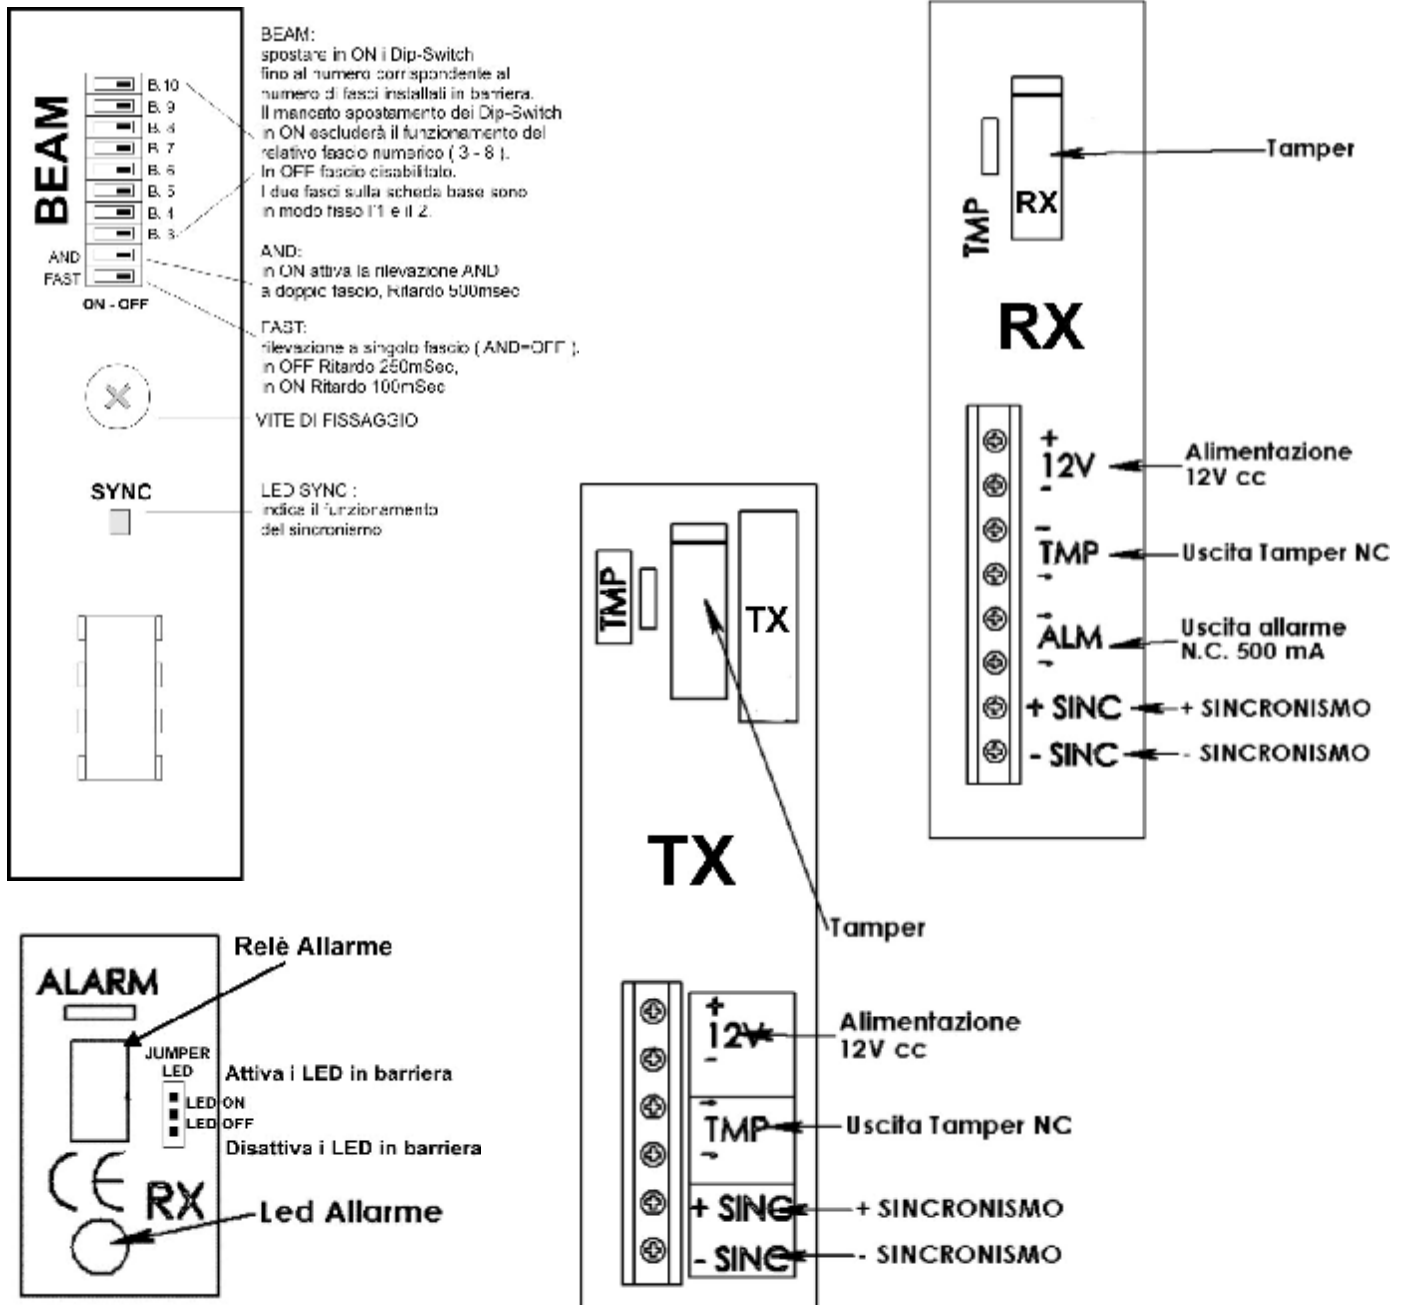 BEAM
B.10
B. 9
B. 8
B. 7
B. 6
B. 5
B. 4
B. 3
AND
FAST
ON - OFF
BEAM:
spostare in ON i Dip-Switch
fino al numero corrispondente al
numero di fasci installati in barriera.
Il mancato spostamento dei Dip-Switch
in ON escluderà il funzionamento del
relativo fascio numerico ( 3 - 8 ).
In OFF fascio disabilitato.
I due fasci sulla scheda base sono
in modo fisso l'1 e il 2.
AND:
in ON attiva la rilevazione AND
a doppio fascio, Ritardo 500msec
FAST:
rilevazione a singolo fascio ( AND=OFF ).
in OFF Ritardo 250mSec,
in ON Ritardo 100mSec
VITE DI FISSAGGIO
SYNC
LED SYNC :
indica il funzionamento
del sincronismo
ALARM
Relè Allarme
JUMPER
LED
Attiva i LED in barriera
LED ON
LED OFF
Disattiva i LED in barriera
CE
RX
Led Allarme
TMP
TX
TX
Tamper
+
12V
-
Alimentazione
12V cc
TMP
Uscita Tamper NC
+ SINC
+ SINCRONISMO
- SINC
- SINCRONISMO
TMP
RX
Tamper
RX
+
12V
-
Alimentazione
12V cc
TMP
Uscita Tamper NC
ALM
Uscita allarme
N.C. 500 mA
+ SINC
+ SINCRONISMO
- SINC
- SINCRONISMO